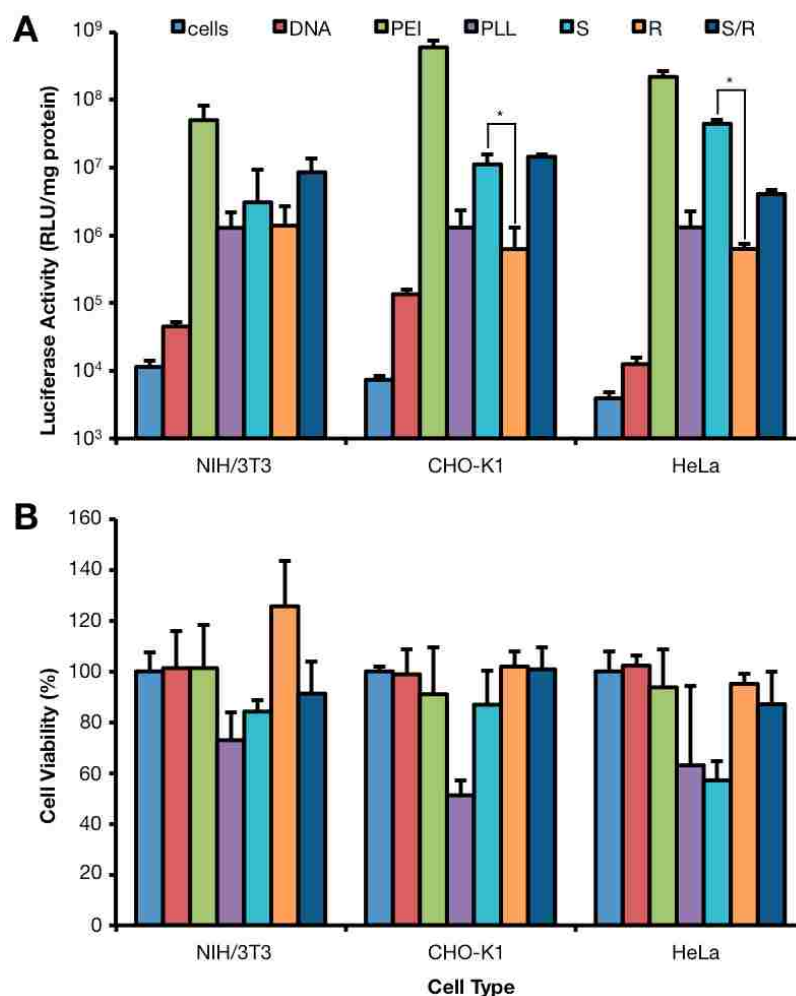 A
cells DNA PEI PLL S R S/R
Luciferase Activity (RLU/mg protein)
10⁹
10⁸
10⁷
10⁶
10⁵
10⁴
10³
*
*
NIH/3T3 CHO-K1 HeLa
B
Cell Viability (%)
160
140
120
100
80
60
40
20
0
NIH/3T3 CHO-K1 HeLa
Cell Type